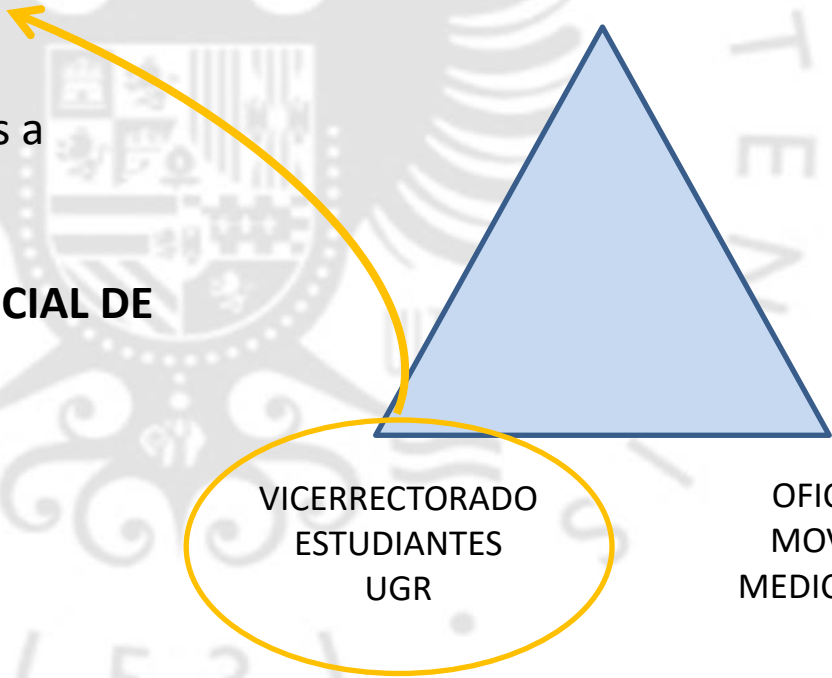 s a
CIAL DE
VICERRECTORADO
ESTUDIANTES
UGR
OFIC
MOV
MEDIC